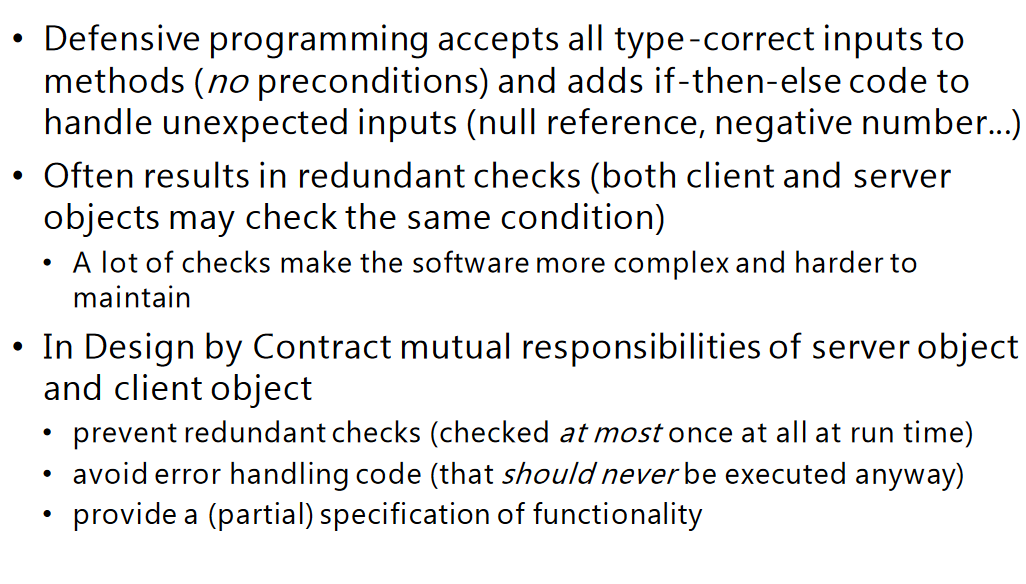 • Defensive programming accepts all type-correct inputs to
methods (no preconditions) and adds if-then-else code to
handle unexpected inputs (null reference, negative number...)
• Often results in redundant checks (both client and server
objects may check the same condition)
• A lot of checks make the software more complex and harder to
maintain
• In Design by Contract mutual responsibilities of server object
and client object
• prevent redundant checks (checked at most once at all at run time)
• avoid error handling code (that should never be executed anyway)
• provide a (partial) specification of functionality